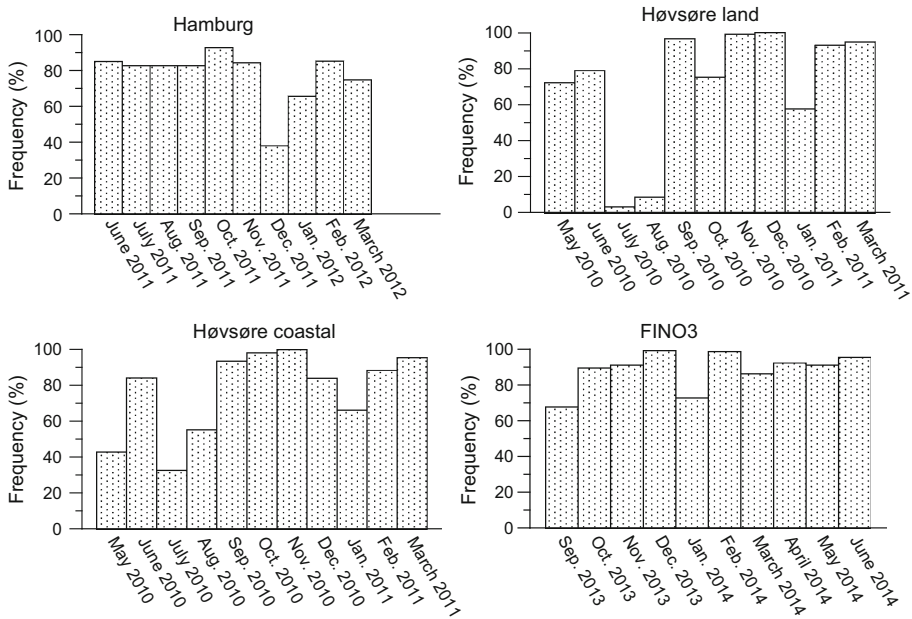 Hamburg
Frequency (%)
100
80
60
40
20
0
June 2011
July 2011
Aug. 2011
Sep. 2011
Oct. 2011
Nov. 2011
Dec. 2011
Jan. 2012
Feb. 2012
March 2012
Høvsøre land
Frequency (%)
100
80
60
40
20
0
May 2010
June 2010
July 2010
Aug. 2010
Sep. 2010
Oct. 2010
Nov. 2010
Dec. 2010
Jan. 2011
Feb. 2011
March 2011
Høvsøre coastal
Frequency (%)
100
80
60
40
20
0
May 2010
June 2010
July 2010
Aug. 2010
Sep. 2010
Oct. 2010
Nov. 2010
Dec. 2010
Jan. 2011
Feb. 2011
March 2011
FINO3
Frequency (%)
100
80
60
40
20
0
Sep. 2013
Oct. 2013
Nov. 2013
Dec. 2013
Jan. 2014
Feb. 2014
March 2014
April 2014
May 2014
June 2014